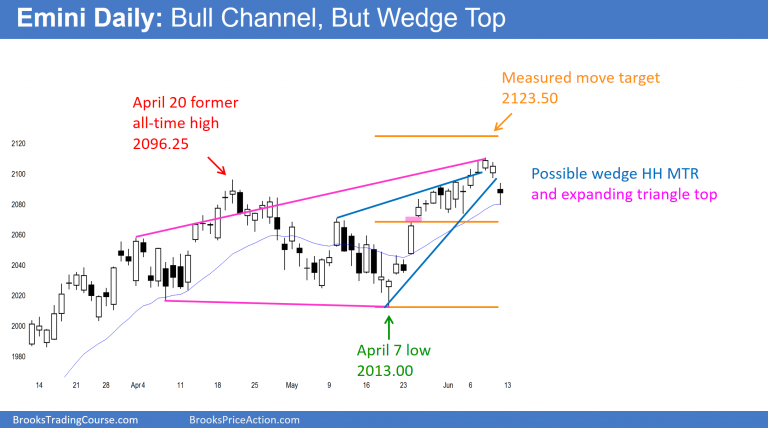 Emini Daily: Bull Channel, But Wedge Top
Measured move target
2123.50
April 20 former
all-time high
2096.25
Possible wedge HH MTR
and expanding triangle top
2120
2100
2080
2060
2040
2020
2000
1980
April 7 low
2013.00
14 21 28 Apr4 11 18 25 May 9 16 23 Jun 6 13
BrooksTradingCourse.com BrooksPriceAction.com